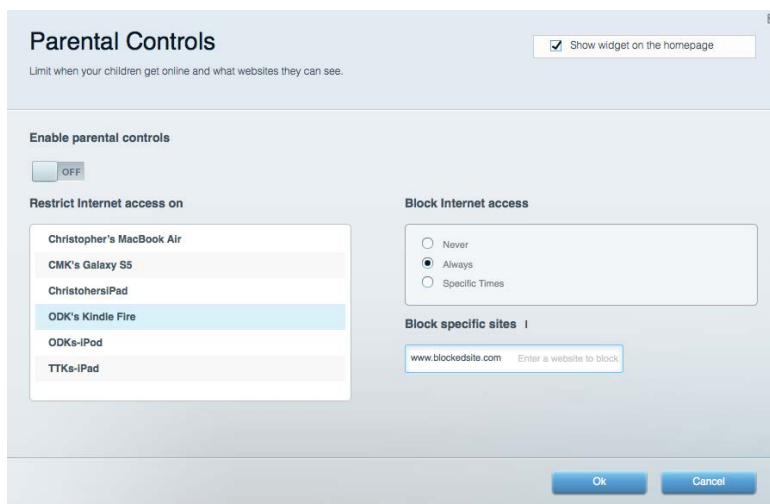 Parental Controls
Show widget on the homepage
Limit when your children get online and what websites they can see.
Enable parental controls
OFF
Restrict Internet access on
Christopher's MacBook Air
CMK's Galaxy S5
ChristohersiPad
ODK's Kindle Fire
ODKs-iPod
TTKs-iPad
Block Internet access
Never
Always
Specific Times
Block specific sites
www.blockedsite.com Enter a website to block
Ok
Cancel